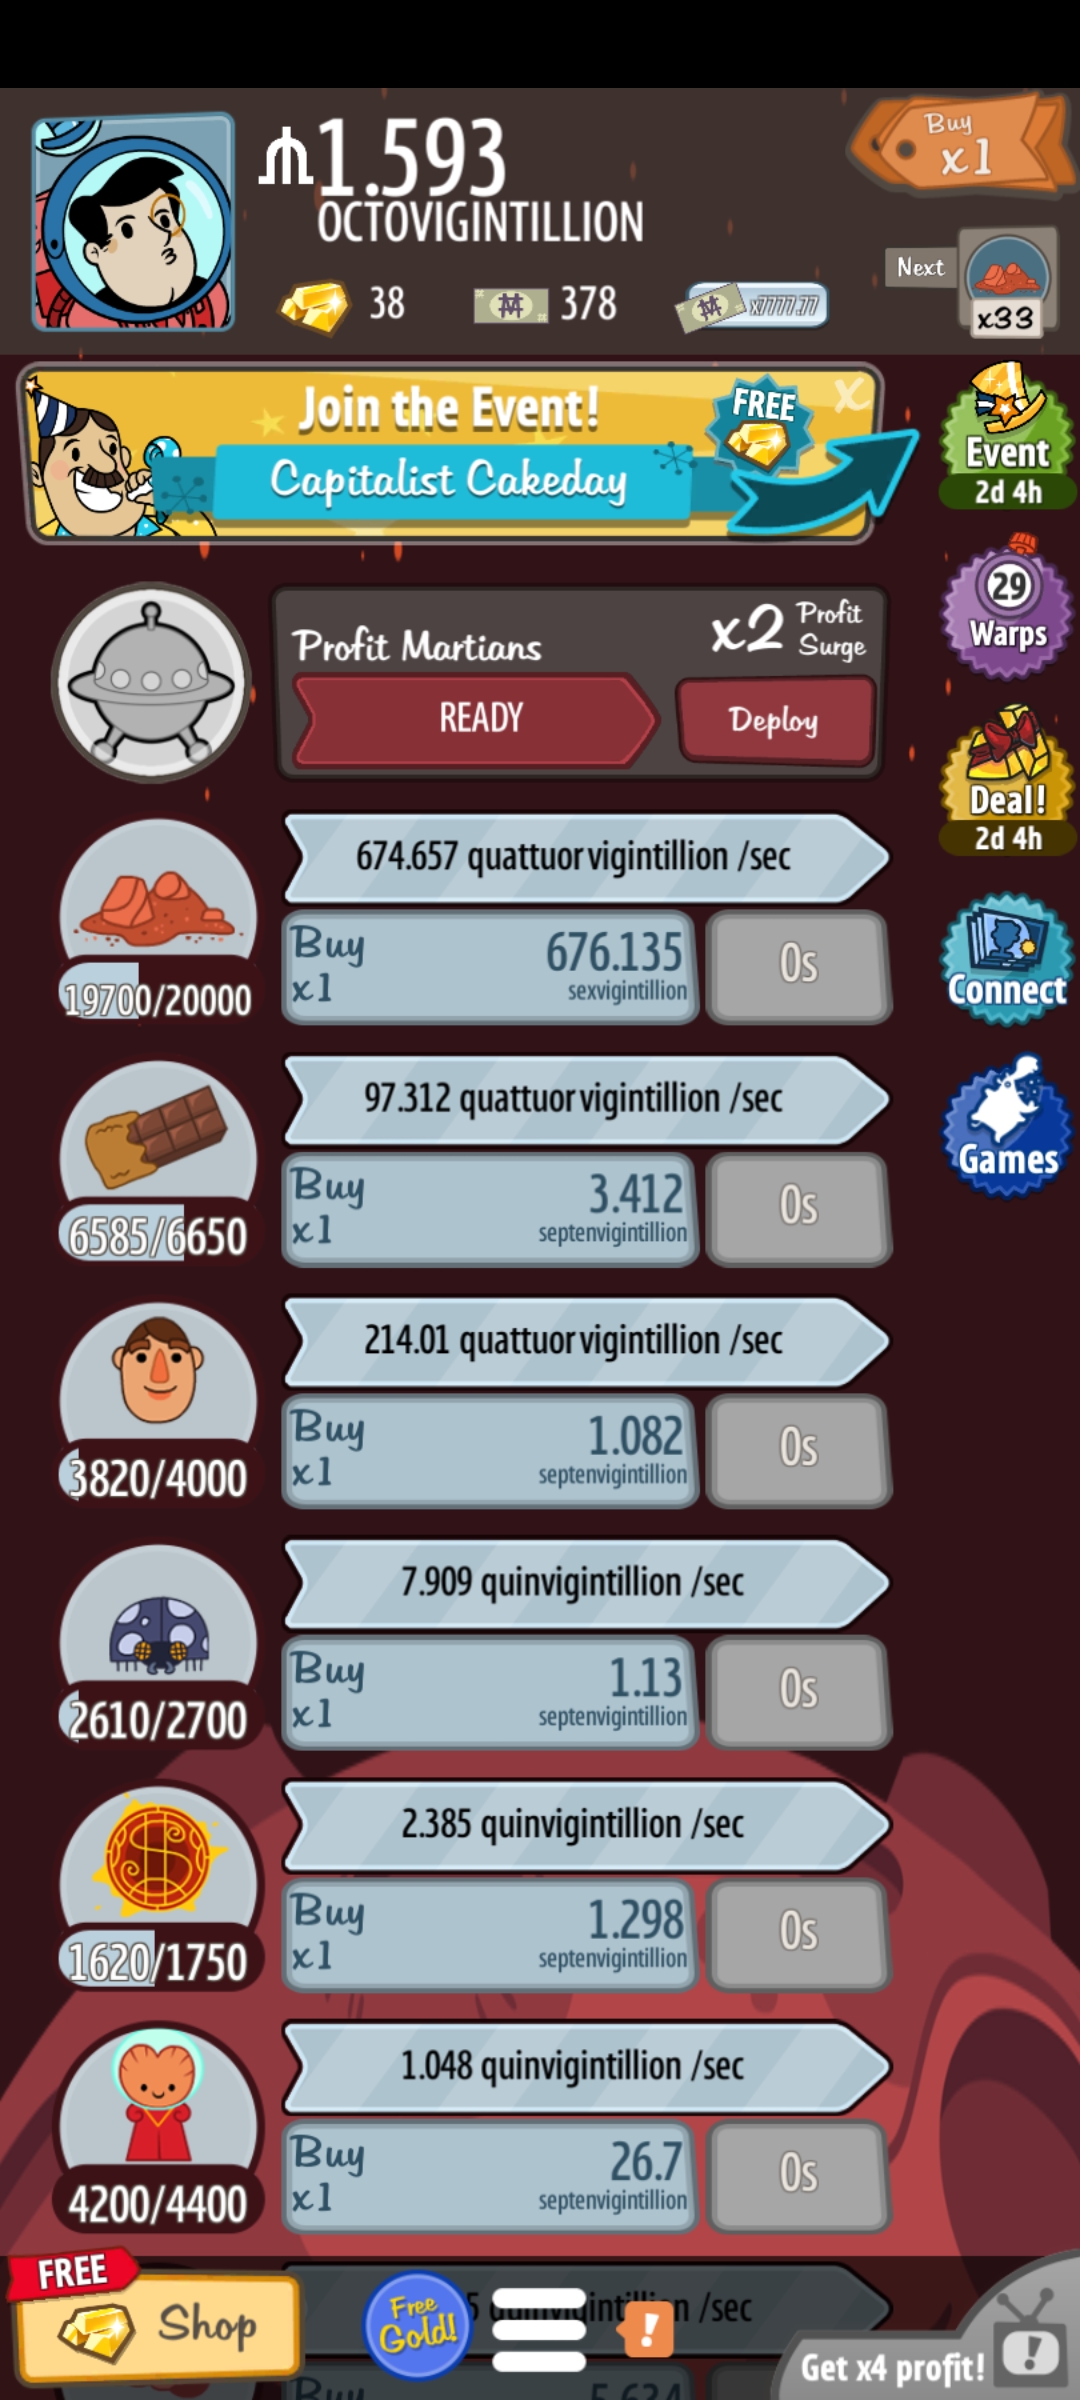 1.593
OCTOVIGINTILLION
Buy
x1
38
378
x7777.77
Next
x33
Join the Event!
Capitalist Cakeday
FREE
x
Event
2d 4h
29
Warps
Profit Martians
x2 Profit
Surge
READY
Deploy
Deal!
2d 4h
674.657 quattuorvigintillion /sec
Buy
x1
676.135
sexvigintillion
0s
19700/20000
Connect
97.312 quattuorvigintillion /sec
Buy
x1
3.412
septenvigintillion
0s
6585/6650
Games
214.01 quattuorvigintillion /sec
Buy
x1
1.082
septenvigintillion
0s
3820/4000
7.909 quinvigintillion /sec
Buy
x1
1.13
septenvigintillion
0s
2610/2700
2.385 quinvigintillion /sec
Buy
x1
1.298
septenvigintillion
0s
1620/1750
1.048 quinvigintillion /sec
Buy
x1
26.7
septenvigintillion
0s
4200/4400
FREE
Shop
Free
Gold!
/sec
!
Get x4 profit!
!
Buy